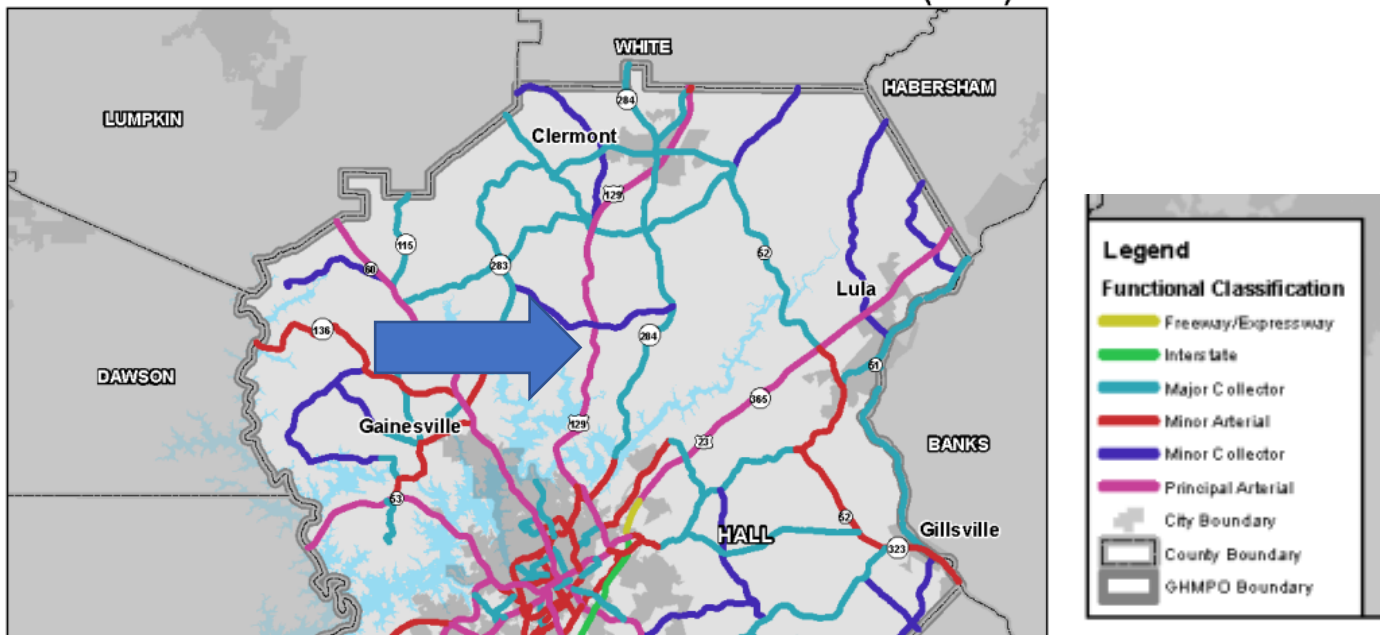 WHITE
HABERSHAM
284
LUMPKIN
Clermont
129
115
52
283
60
Lula
136
284
51
DAWSON
365
Gainesville
129
23
BANKS
53
52
HALL
Gillsville
323
Legend
Functional Classification
Freeway/Expressway
Interstate
Major Collector
Minor Arterial
Minor Collector
Principal Arterial
City Boundary
County Boundary
GHMPO Boundary